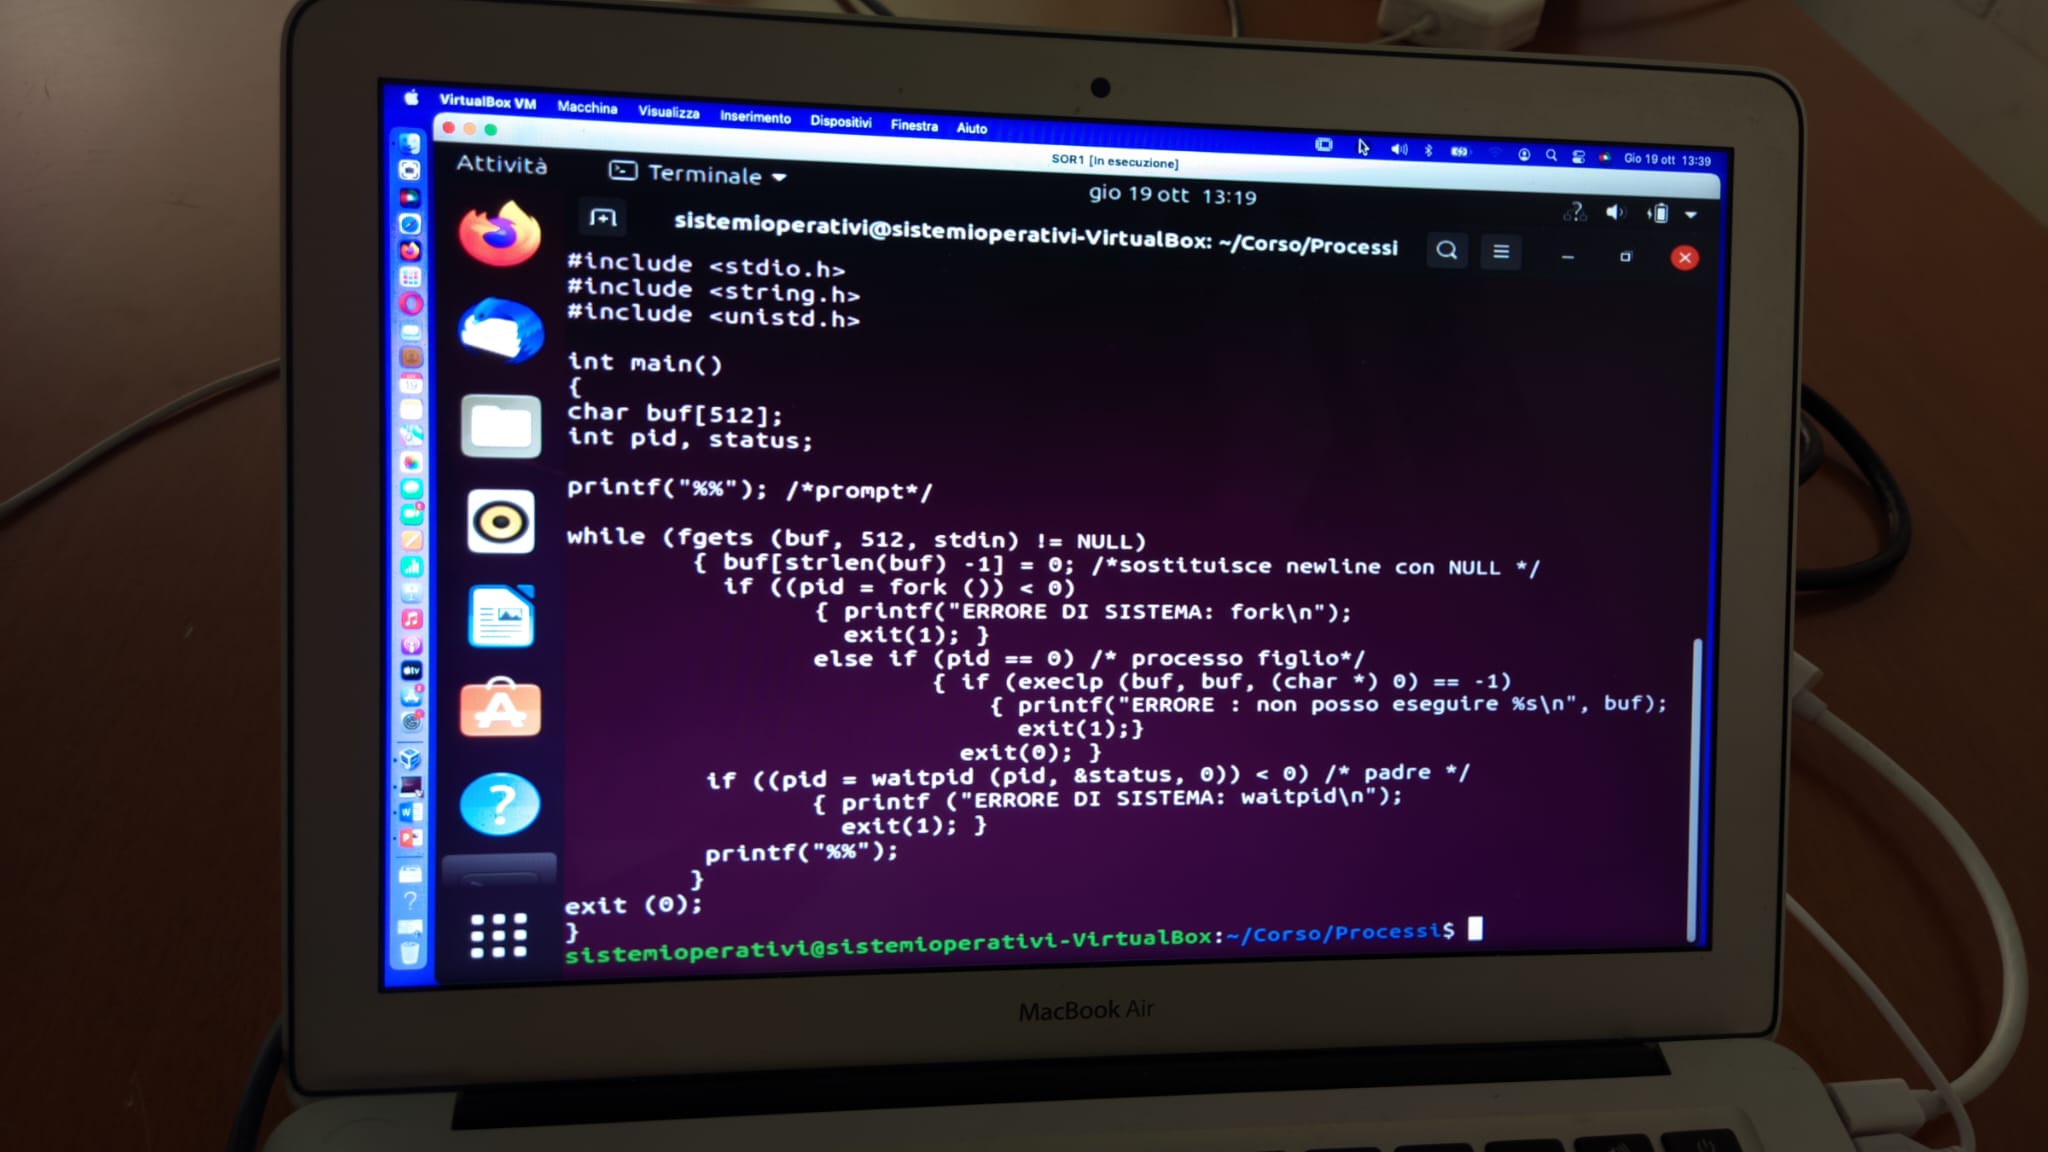 VirtualBox VM Macchina Visualizza Inserimento Dispositivi Finestra Aiuto
Gio 19 ott 13:39
SOR1 [In esecuzione]
Attività Terminale
gio 19 ott 13:19
sistemioperativi@sistemioperativi-VirtualBox: ~/Corso/Processi
#include <stdio.h>
#include <string.h>
#include <unistd.h>
int main()
{
char buf[512];
int pid, status;
printf("%%"); /*prompt*/
while (fgets (buf, 512, stdin) != NULL)
{ buf[strlen(buf) -1] = 0; /*sostituisce newline con NULL */
if ((pid = fork ()) < 0)
{ printf("ERRORE DI SISTEMA: fork\n");
exit(1); }
else if (pid == 0) /* processo figlio*/
{ if (execlp (buf, buf, (char *) 0) == -1)
{ printf("ERRORE : non posso eseguire %s\n", buf);
exit(1);}
exit(0); }
if ((pid = waitpid (pid, &status, 0)) < 0) /* padre */
{ printf ("ERRORE DI SISTEMA: waitpid\n");
exit(1); }
printf("%%");
}
exit (0);
}
sistemioperativi@sistemioperativi-VirtualBox:~/Corso/Processi$
MacBook Air